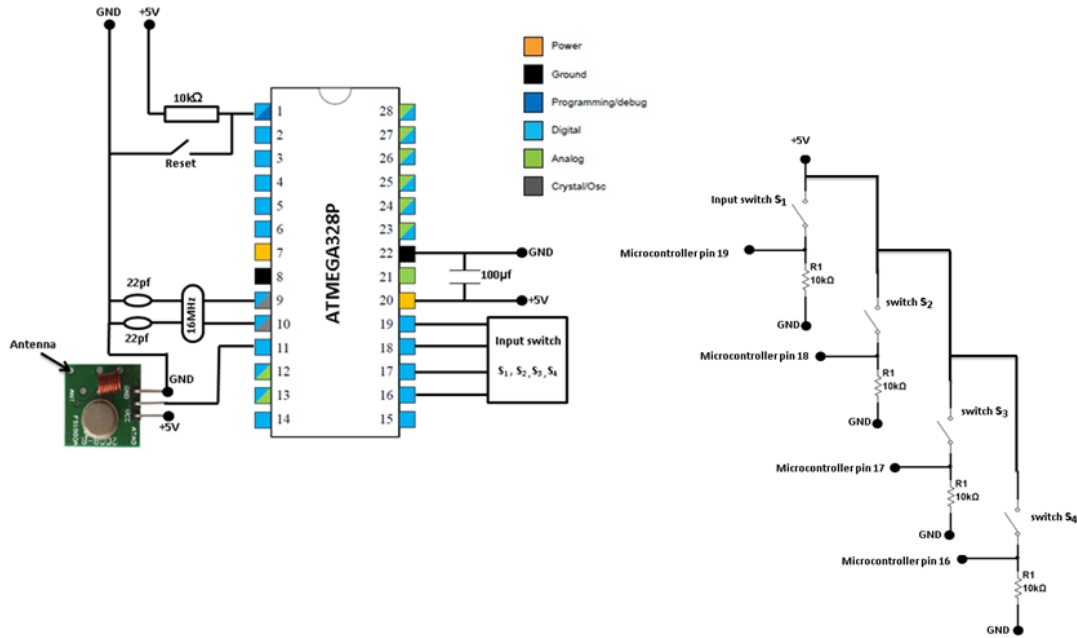 GND
+5V
10kΩ
Reset
22pf
22pf
16MHz
Antenna
GND
+5V
ATMEGA328P
1
2
3
4
5
6
7
8
9
10
11
12
13
14
28
27
26
25
24
23
22
21
20
19
18
17
16
15
GND
100µf
+5V
Input switch
S1, S2, S3, S4
Power
Ground
Programming/debug
Digital
Analog
Crystal/Osc
+5V
Input switch S1
Microcontroller pin 19
R1
10kΩ
GND
switch S2
Microcontroller pin 18
R1
10kΩ
GND
switch S3
Microcontroller pin 17
R1
10kΩ
GND
switch S4
Microcontroller pin 16
R1
10kΩ
GND